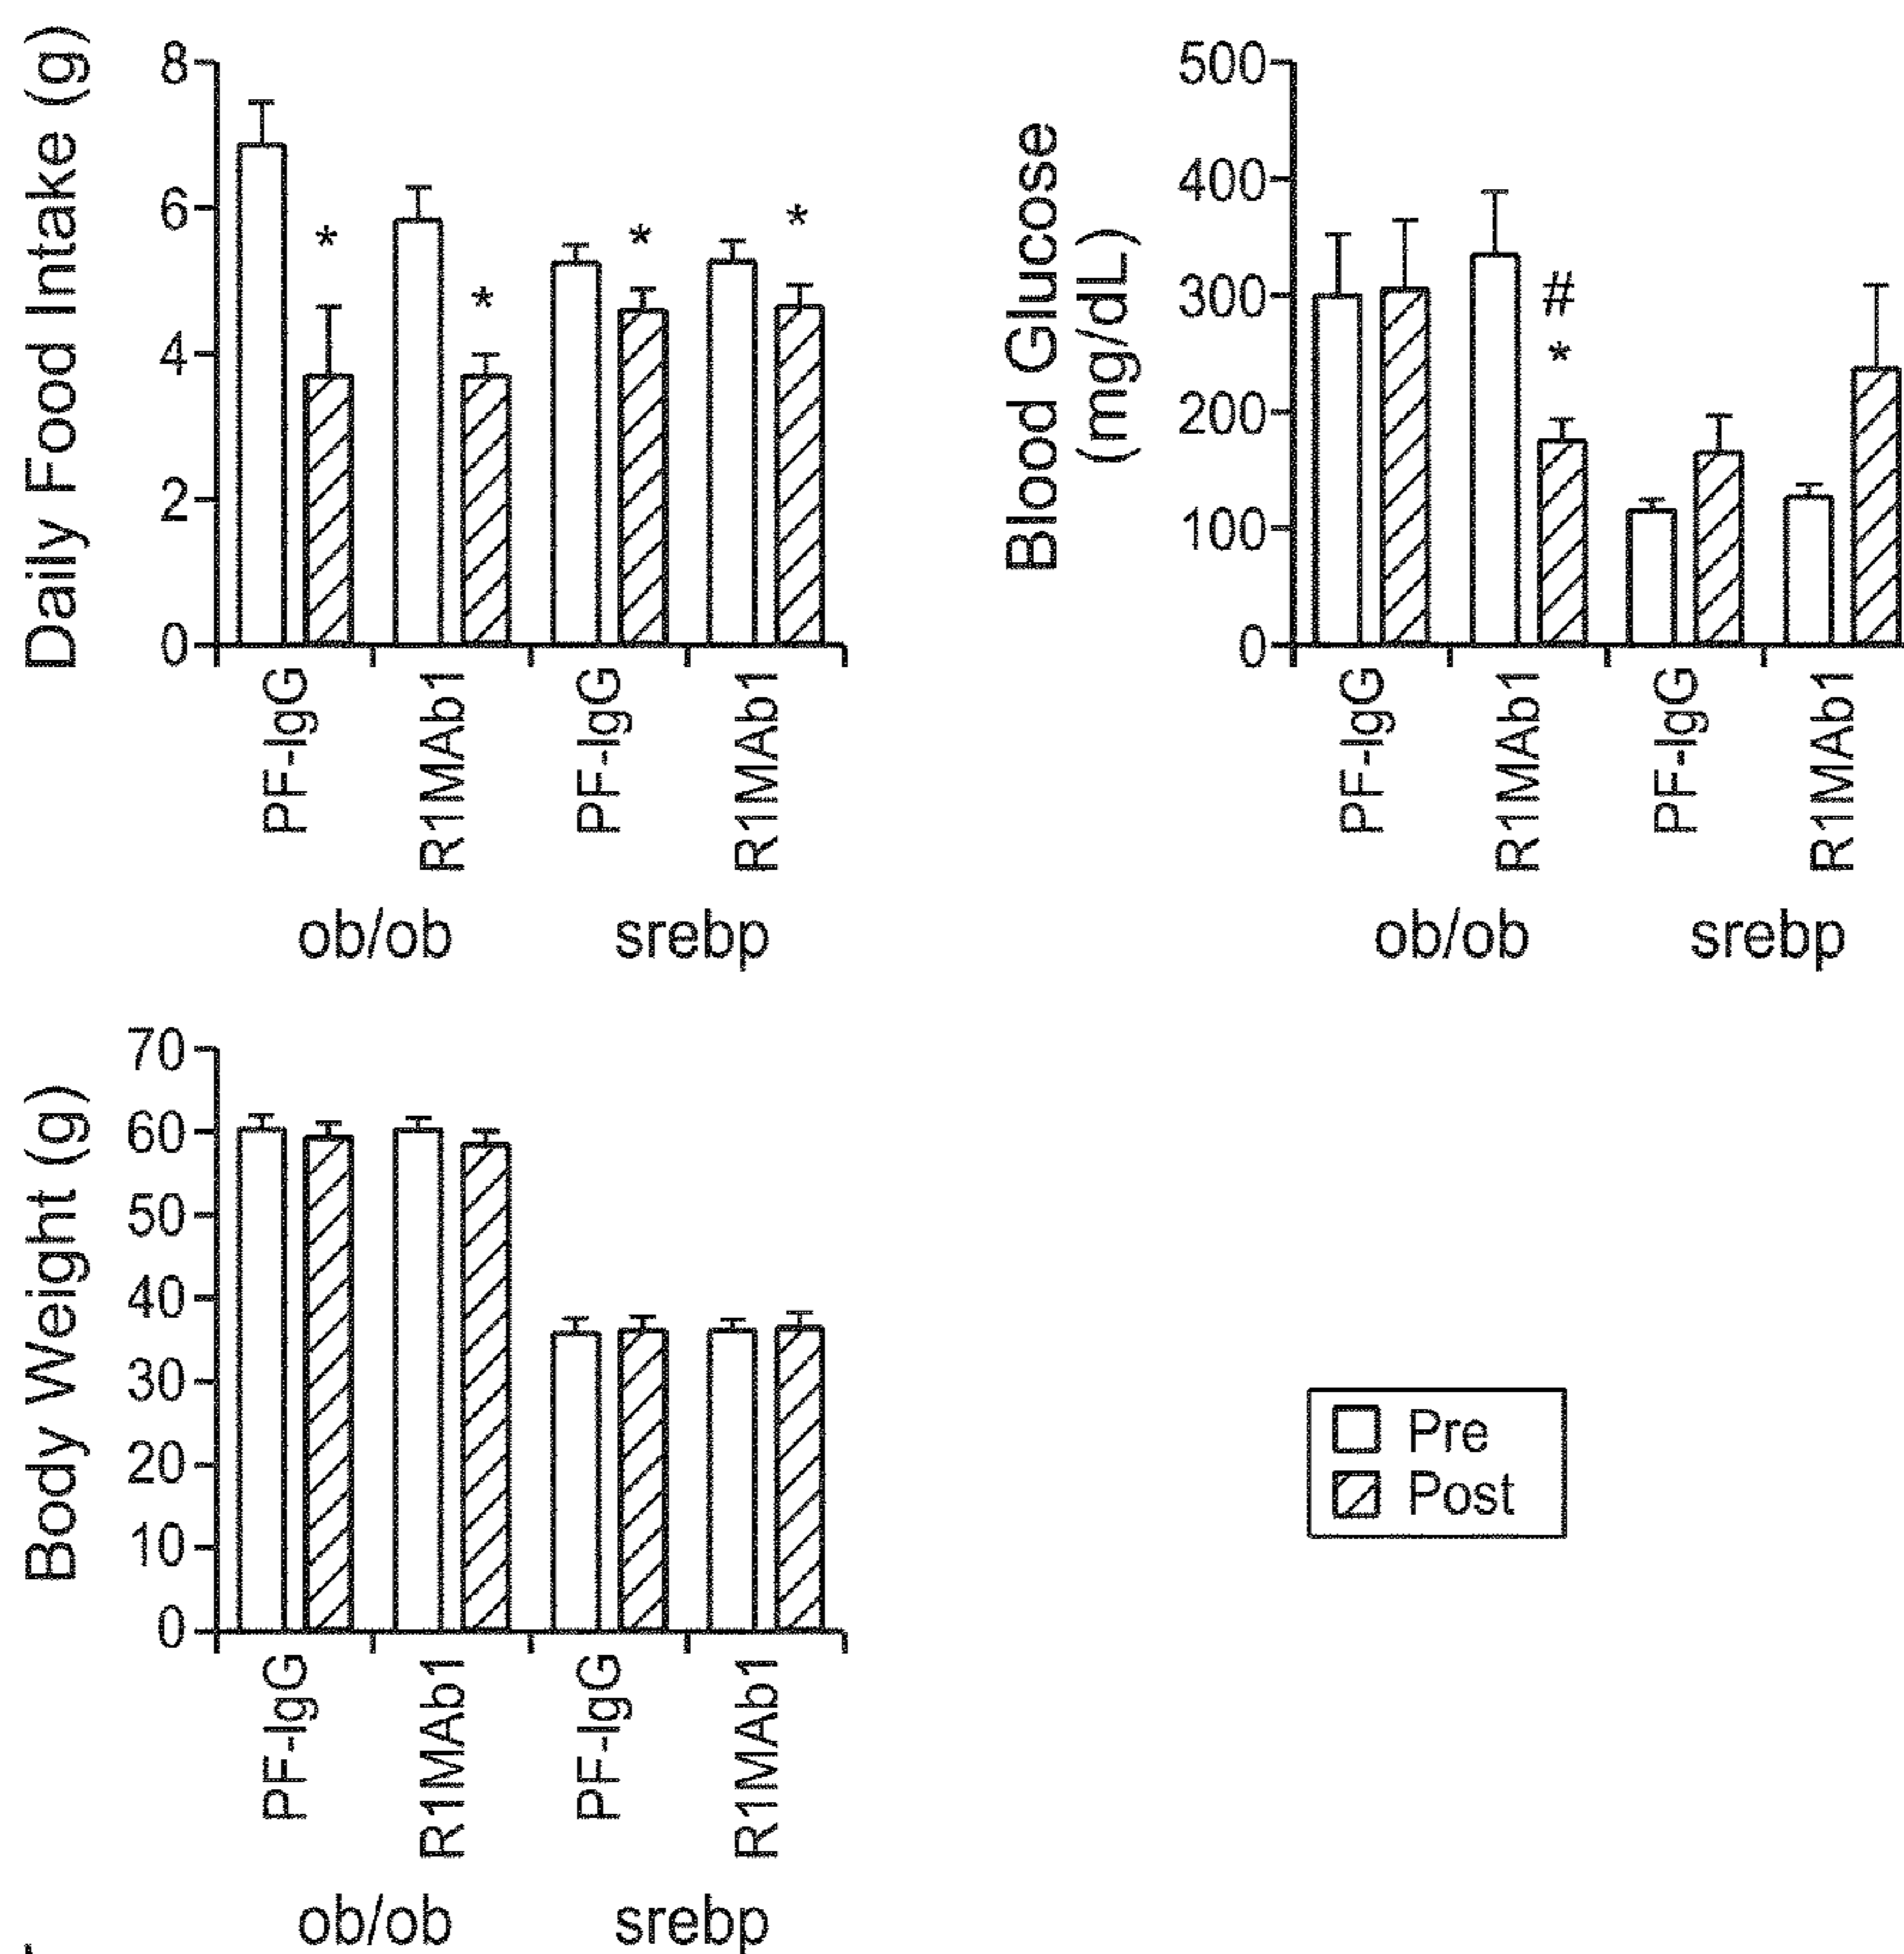 Daily Food Intake (g)
8
6
4
2
0
*
*
*
*
PF-IgG
R1MAb1
PF-IgG
R1MAb1
ob/ob
srebp
Blood Glucose
(mg/dL)
500
400
300
200
100
0
#
*
PF-IgG
R1MAb1
PF-IgG
R1MAb1
ob/ob
srebp
Body Weight (g)
70
60
50
40
30
20
10
0
PF-IgG
R1MAb1
PF-IgG
R1MAb1
ob/ob
srebp
Pre
Post